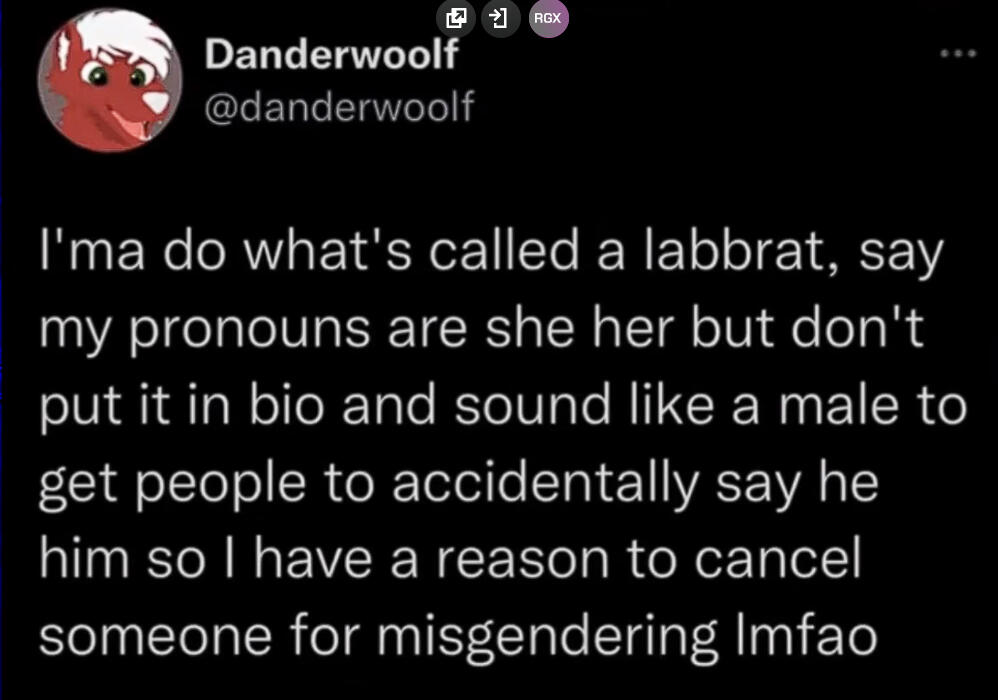 RGX
Danderwoolf
@danderwoolf
I'ma do what's called a labbrat, say
my pronouns are she her but don't
put it in bio and sound like a male to
get people to accidentally say he
him so I have a reason to cancel
someone for misgendering lmfao